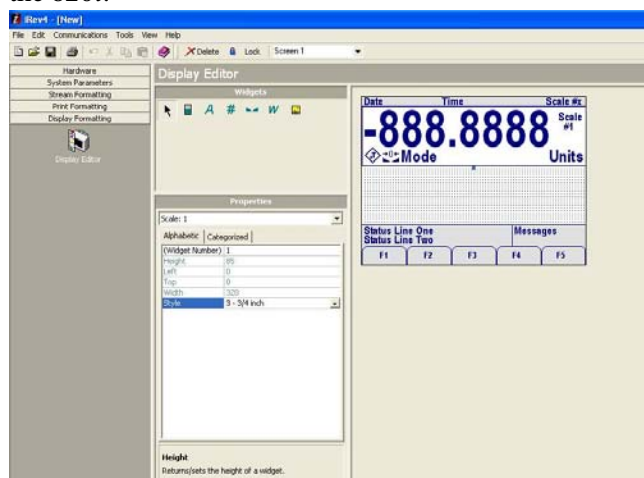 iRev4 - [New]
File Edit Communications Tools View Help
Delete Lock Screen 1
Hardware
System Parameters
Stream Formatting
Print Formatting
Display Formatting
Display Editor
Display Editor
Widgets
A # W
Properties
Scale: 1
Alphabetic Categorized
(Widget Number) 1
Height 85
Left 0
Top 0
Width 320
Style 3 - 3/4 inch
Height
Returns/sets the height of a widget.
Date Time Scale #x
-888.8888 Scale
#1
Mode Units
Status Line One Messages
Status Line Two
F1 F2 F3 F4 F5